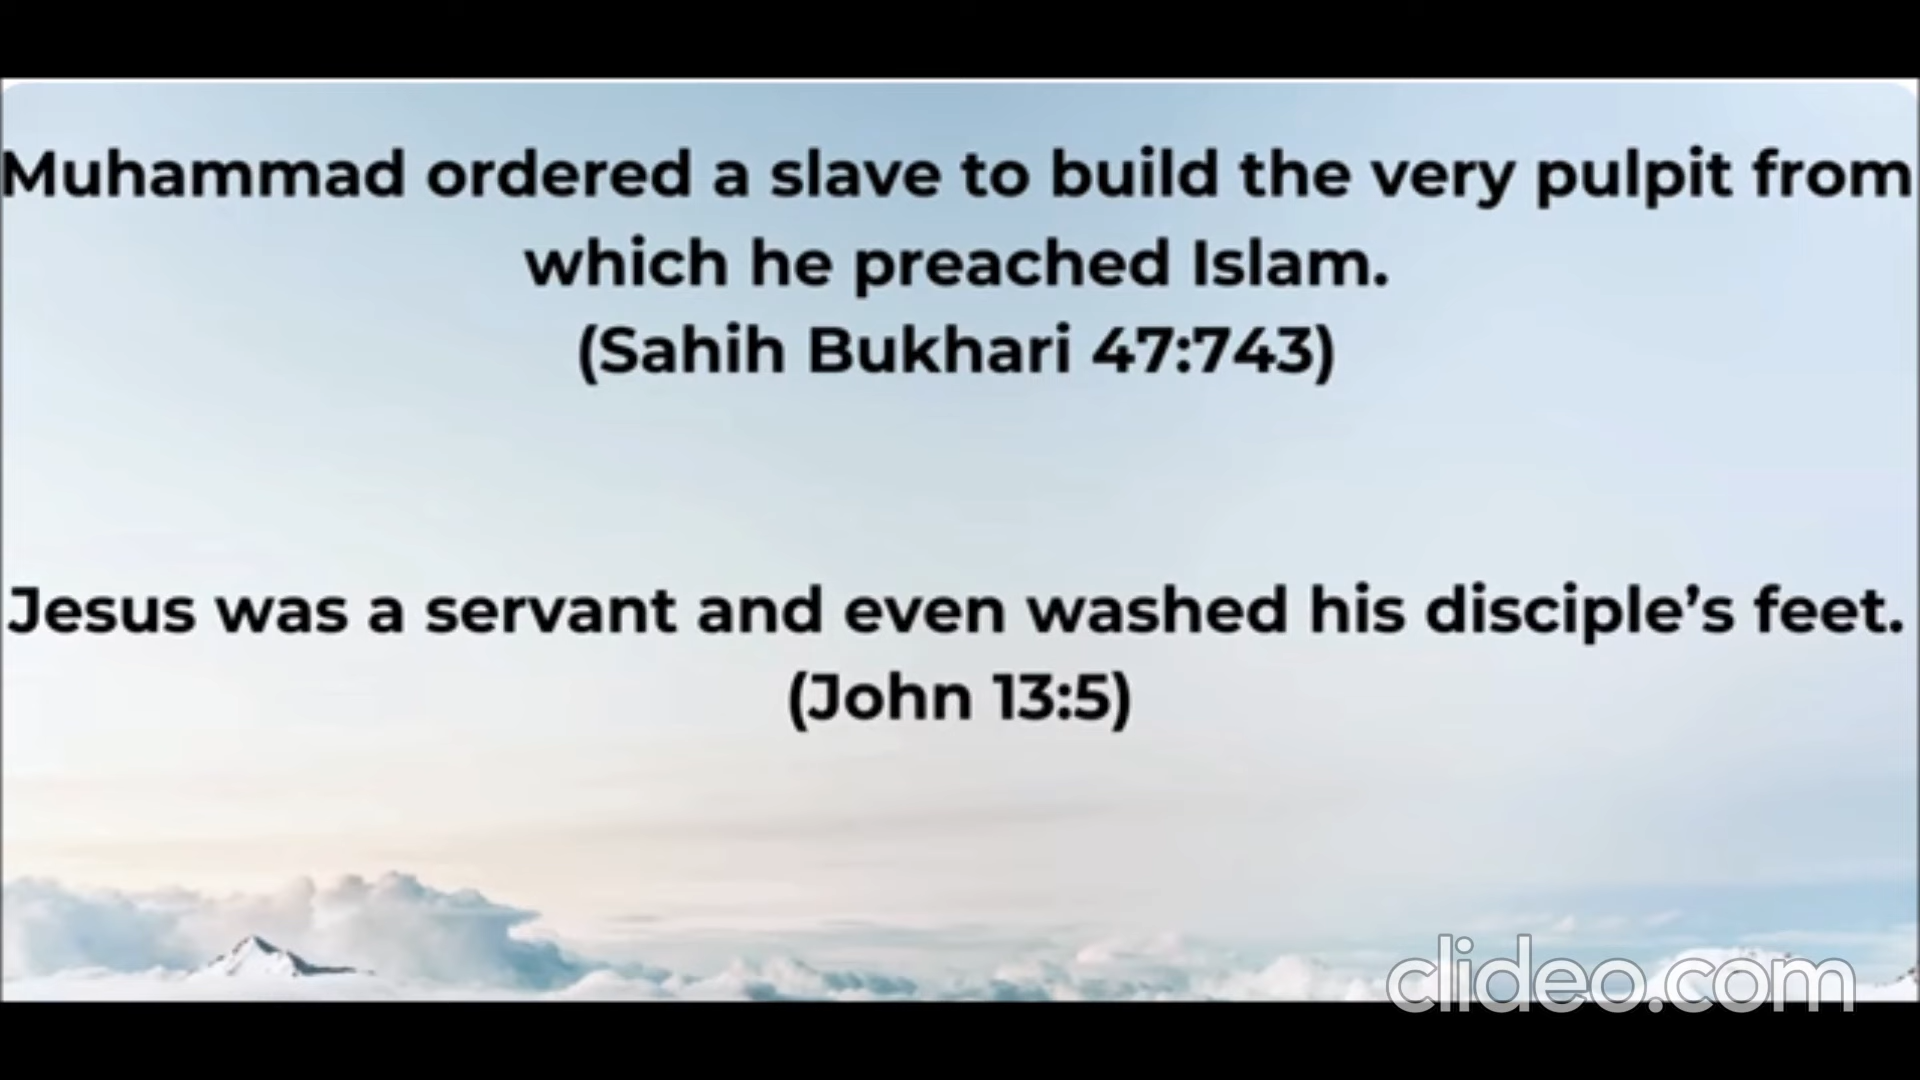 Muhammad ordered a slave to build the very pulpit from
which he preached Islam.
(Sahih Bukhari 47:743)
Jesus was a servant and even washed his disciple’s feet.
(John 13:5)
clideo.com